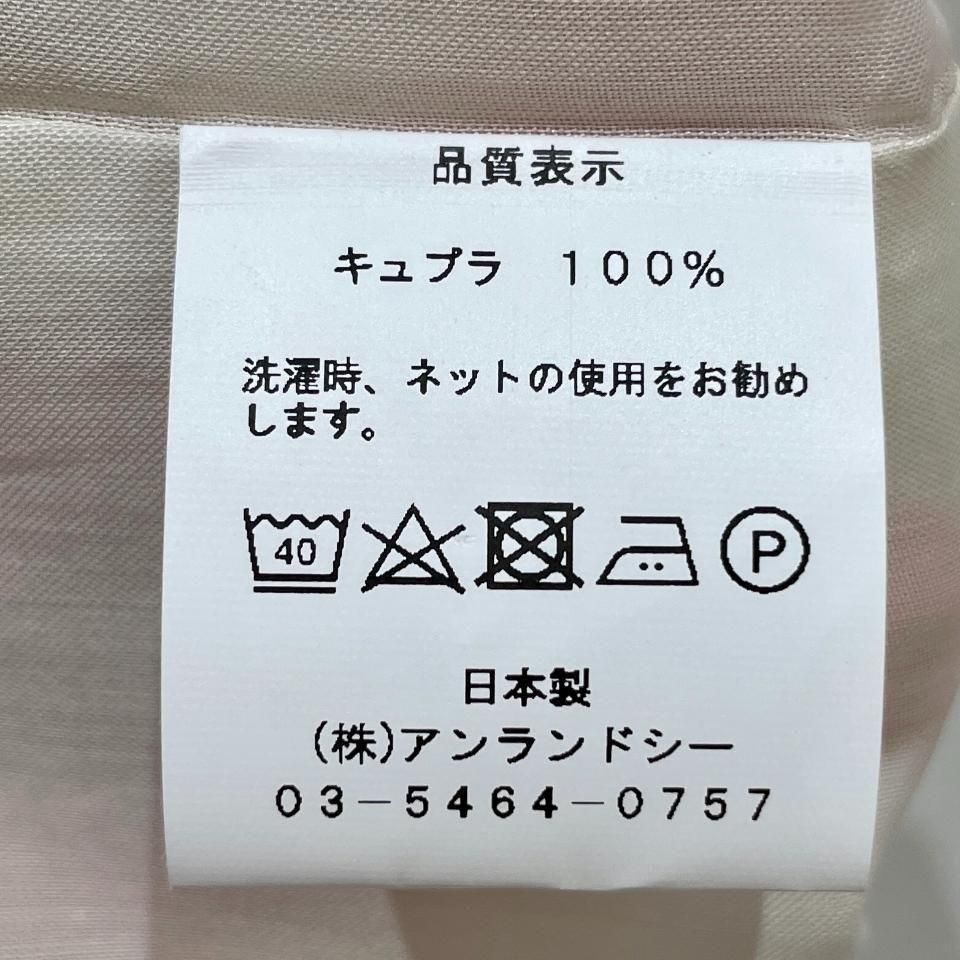 品質表示
キュプラ　１００％
洗濯時、ネットの使用をお勧め
します。
40 P
日本製
(株)アンランドシー
０３－５４６４－０７５７